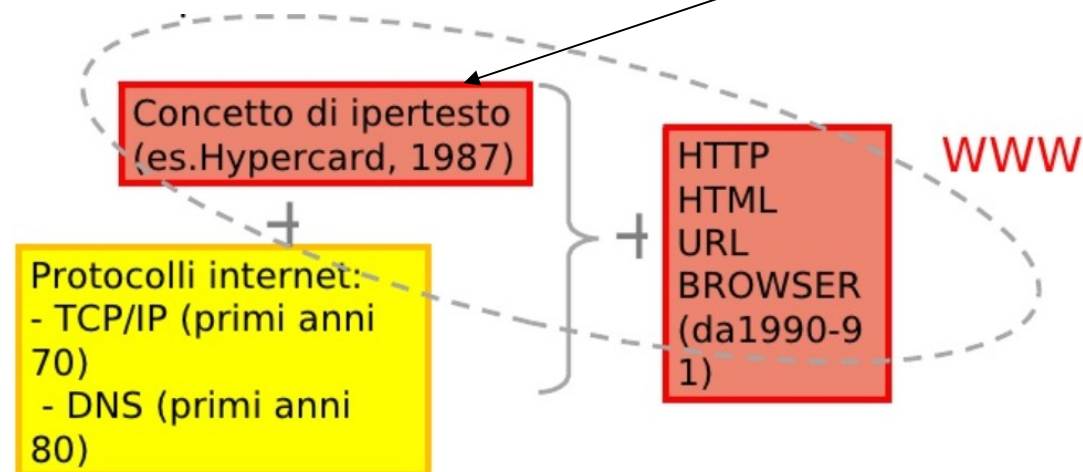 Concetto di ipertesto
(es.Hypercard, 1987)
+
Protocolli internet:
- TCP/IP (primi anni
70)
- DNS (primi anni
80)
+
HTTP
HTML
URL
BROWSER
(da1990-9
1)
WWW